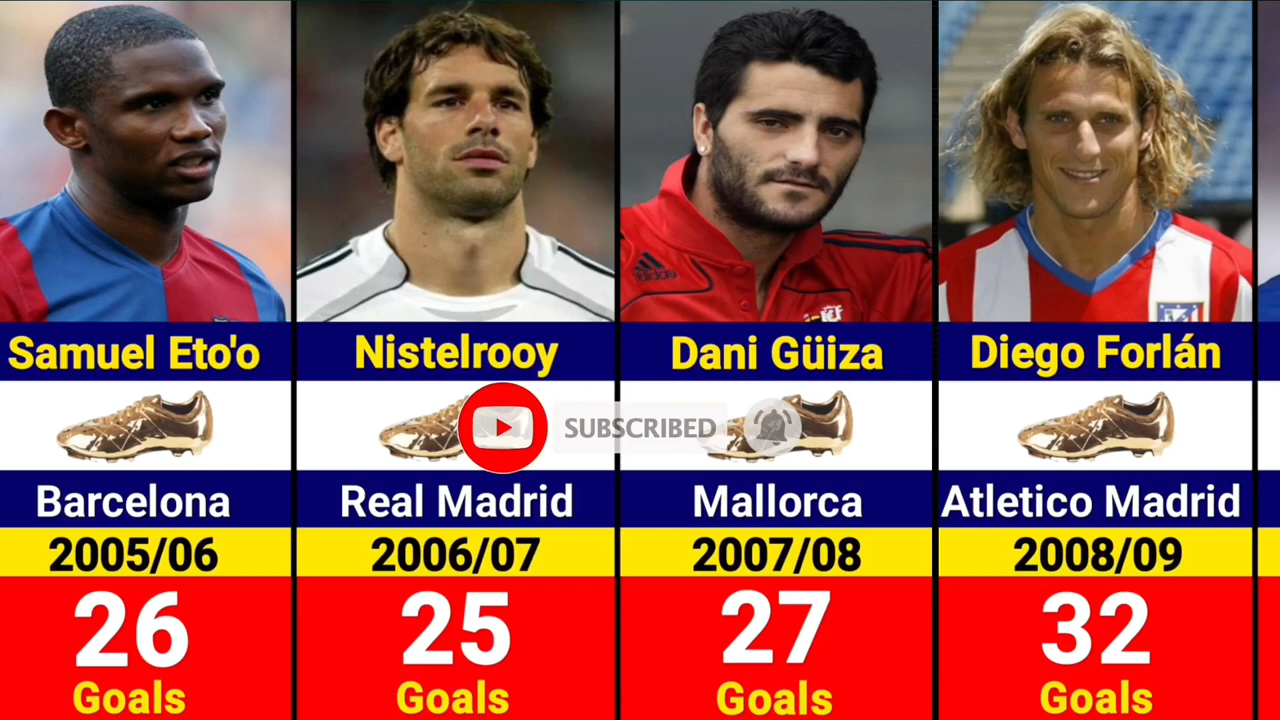 Samuel Eto'o
Nistelrooy
Dani Güiza
Diego Forlán
SUBSCRIBED
Barcelona
Real Madrid
Mallorca
Atletico Madrid
2005/06
2006/07
2007/08
2008/09
26
25
27
32
Goals
Goals
Goals
Goals
adidas